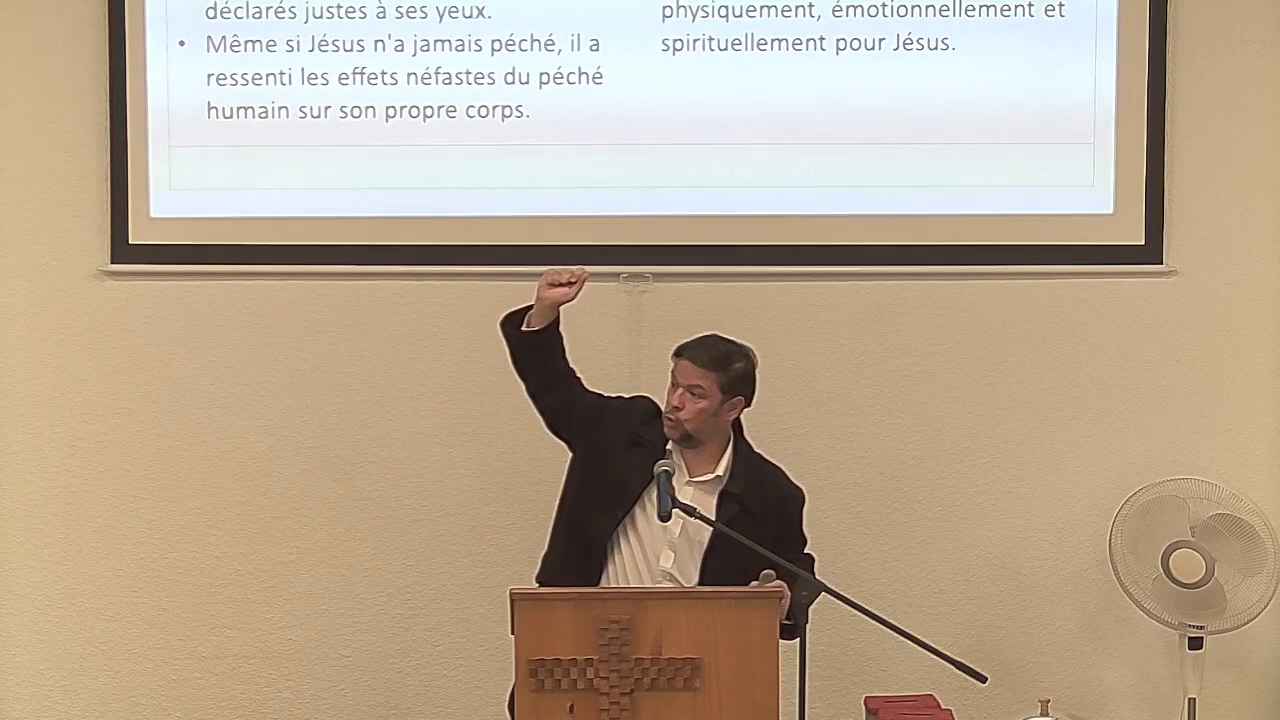 déclarés justes à ses yeux.
• Même si Jésus n'a jamais péché, il a
ressenti les effets néfastes du péché
humain sur son propre corps.
physiquement, émotionnellement et
spirituellement pour Jésus.